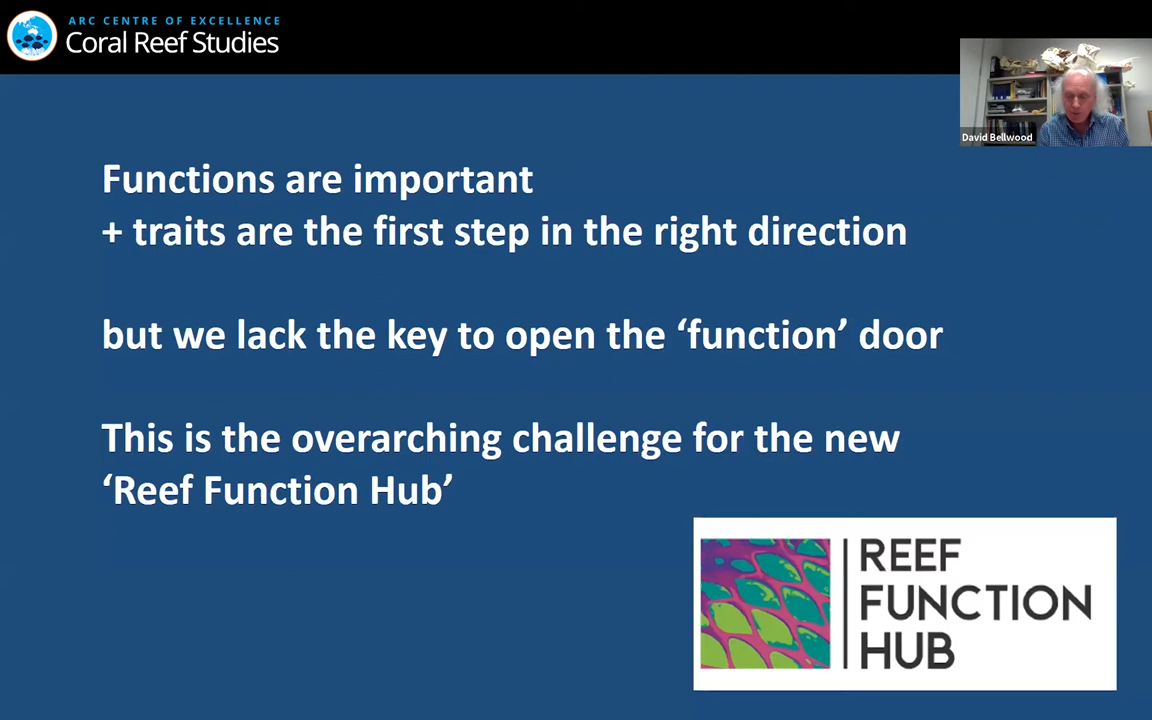 ARC CENTRE OF EXCELLENCE
Coral Reef Studies
David Bellwood
Functions are important
+ traits are the first step in the right direction
but we lack the key to open the ‘function’ door
This is the overarching challenge for the new
‘Reef Function Hub’
REEF
FUNCTION
HUB